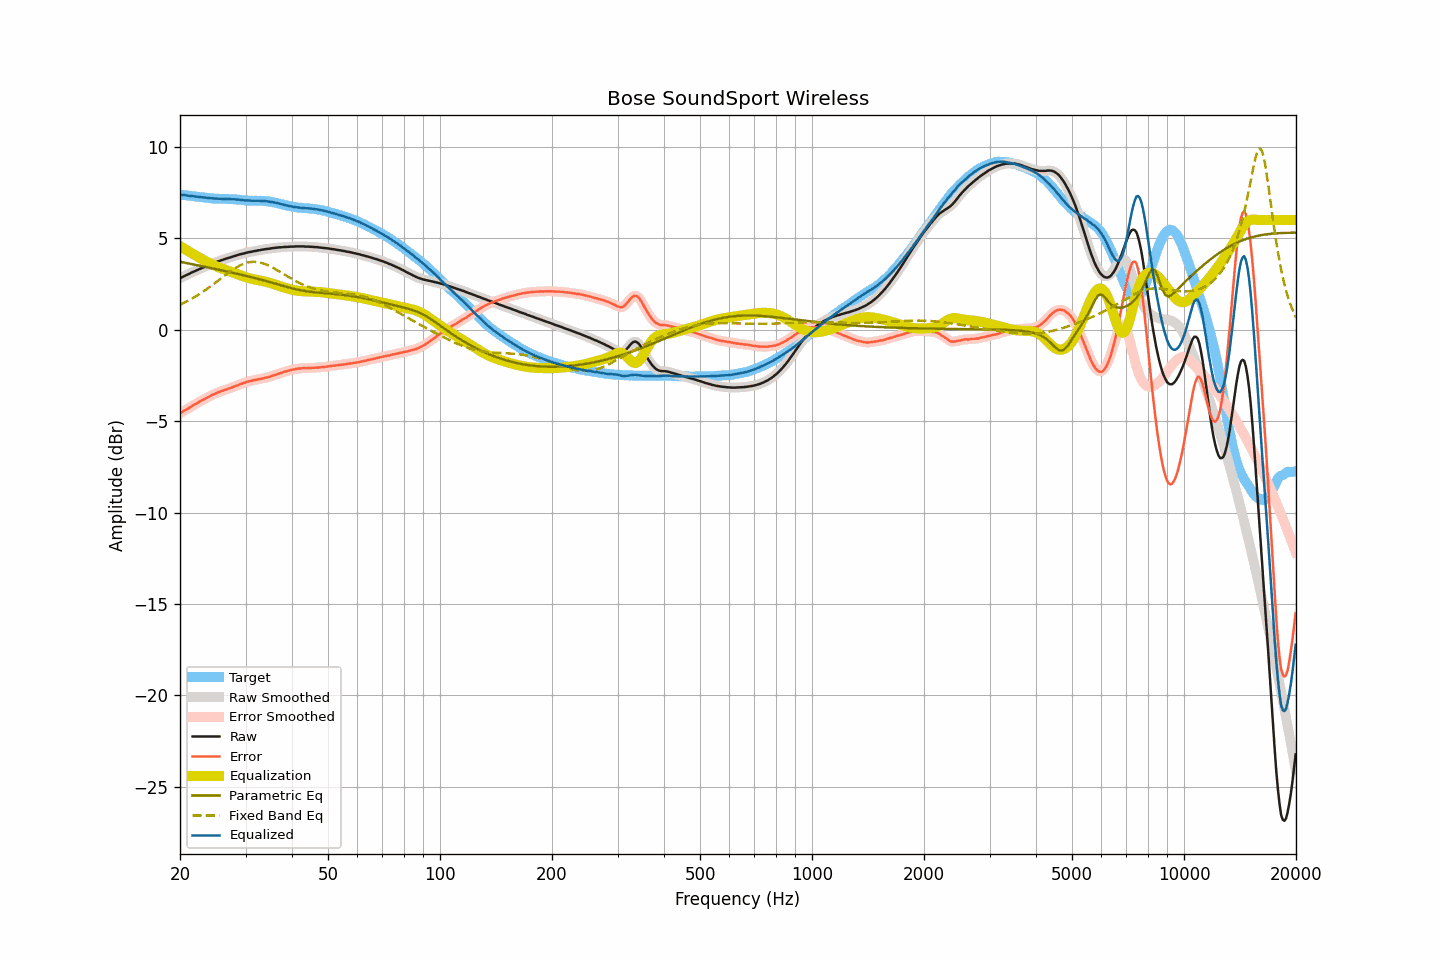 Bose SoundSport Wireless
10
5
0
−5
−10
−15
−20
−25
Amplitude (dBr)
Target
Raw Smoothed
Error Smoothed
Raw
Error
Equalization
Parametric Eq
Fixed Band Eq
Equalized
20 50 100 200 500 1000 2000 5000 10000 20000
Frequency (Hz)